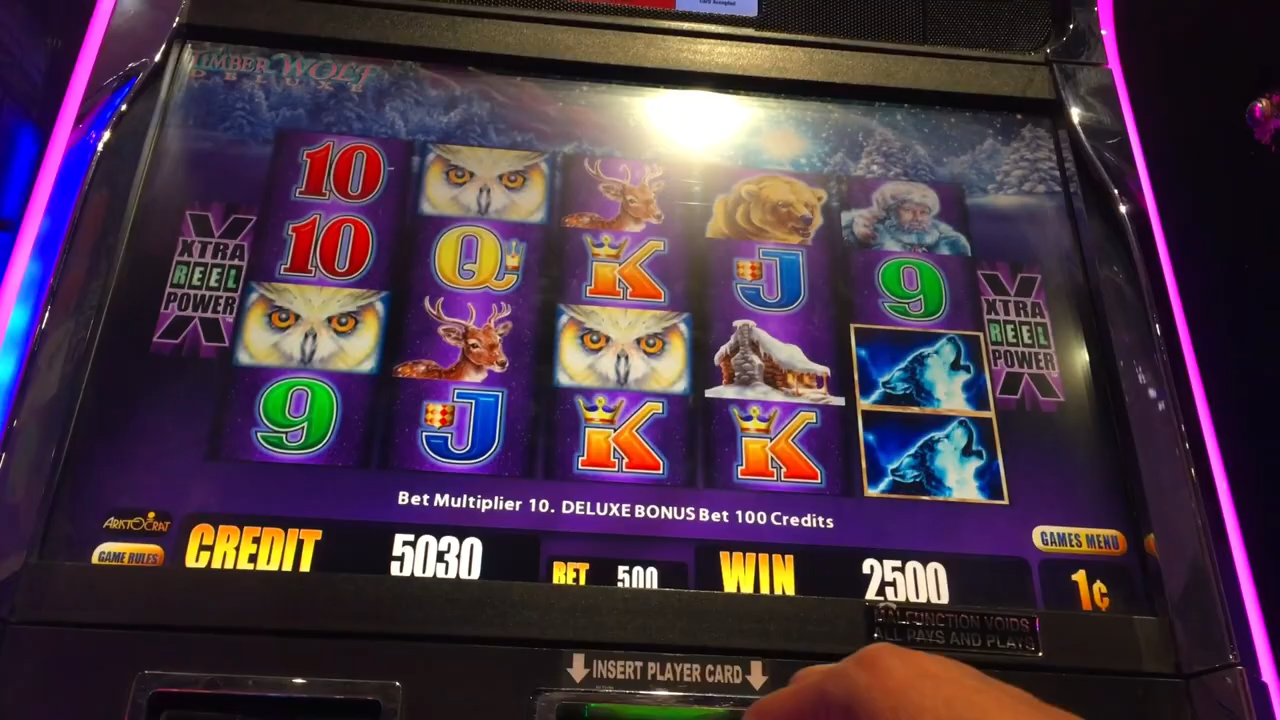 Card Accepted
TIMBER WOLF
DELUXE
10
10
Q
K
J
9
9
J
K
K
XTRA
REEL
POWER
X
XTRA
REEL
POWER
X
Bet Multiplier 10. DELUXE BONUS Bet 100 Credits
ARISTOCRAT
GAME RULES
CREDIT 5030
BET 500
WIN 2500
GAMES MENU
1¢
MALFUNCTION VOIDS
ALL PAYS AND PLAYS
INSERT PLAYER CARD